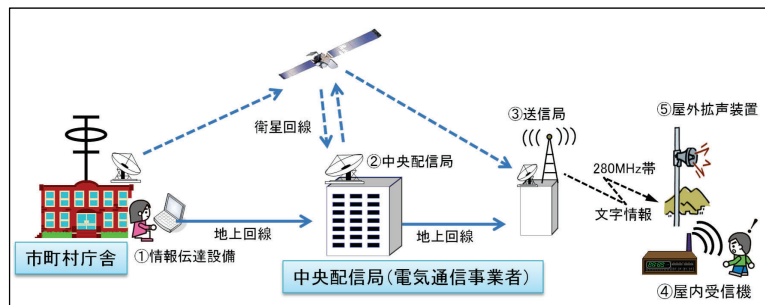 衛星回線
③送信局
⑤屋外拡声装置
②中央配信局
280MHz帯
文字情報
地上回線
地上回線
市町村庁舎
①情報伝達設備
中央配信局(電気通信事業者)
④屋内受信機